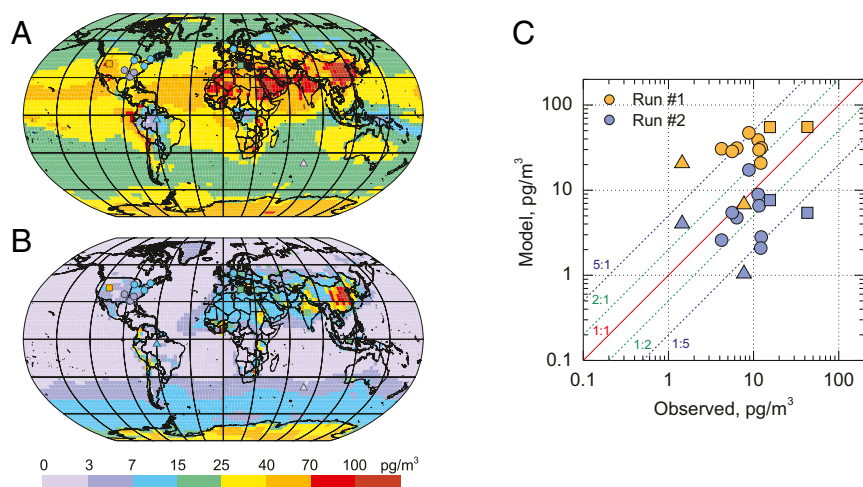 A
B
0 3 7 15 25 40 70 100 pg/m³
C
Run #1
Run #2
Model, pg/m³
100
10
1
0.1
5:1
2:1
1:1
1:2
1:5
0.1 1 10 100
Observed, pg/m³